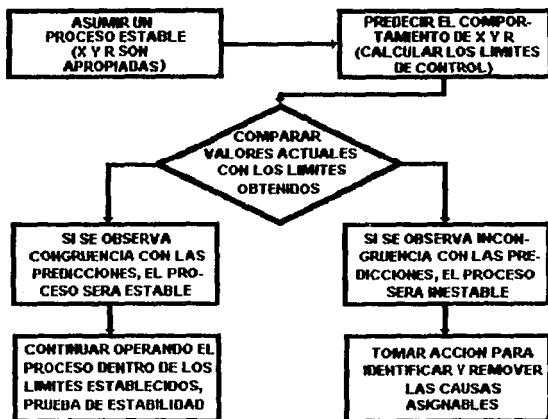 ASUMIR UN
PROCESO ESTABLE
(X Y R SON
APROPIADAS)
PREDECIR EL COMPOR-
TAMIENTO DE X Y R
(CALCULAR LOS LIMITES
DE CONTROL)
COMPARAR
VALORES ACTUALES
CON LOS LIMITES
OBTENIDOS
SI SE OBSERVA
CONGRUENCIA CON LAS
PREDICCIONES, EL PRO-
CESO SERA ESTABLE
SI SE OBSERVA INCON-
GRUENCIA CON LAS PRE-
DICCIONES, EL PROCESO
SERA INESTABLE
CONTINUAR OPERANDO EL
PROCESO DENTRO DE LOS
LIMITES ESTABLECIDOS,
PRUEBA DE ESTABILIDAD
TOMAR ACCION PARA
IDENTIFICAR Y REMOVER
LAS CAUSAS
ASIGNABLES